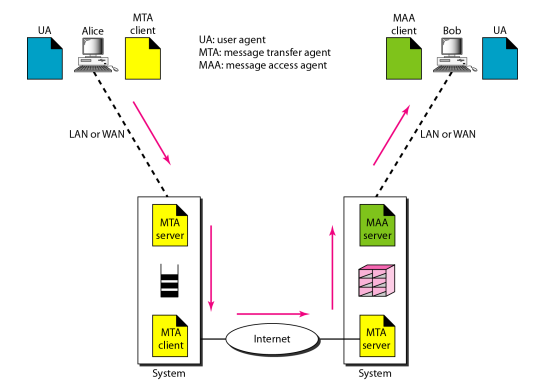 UA
Alice
MTA
client
UA: user agent
MTA: message transfer agent
MAA: message access agent
MAA
client
Bob
UA
LAN or WAN
LAN or WAN
MTA
server
MTA
client
System
Internet
MAA
server
MTA
server
System